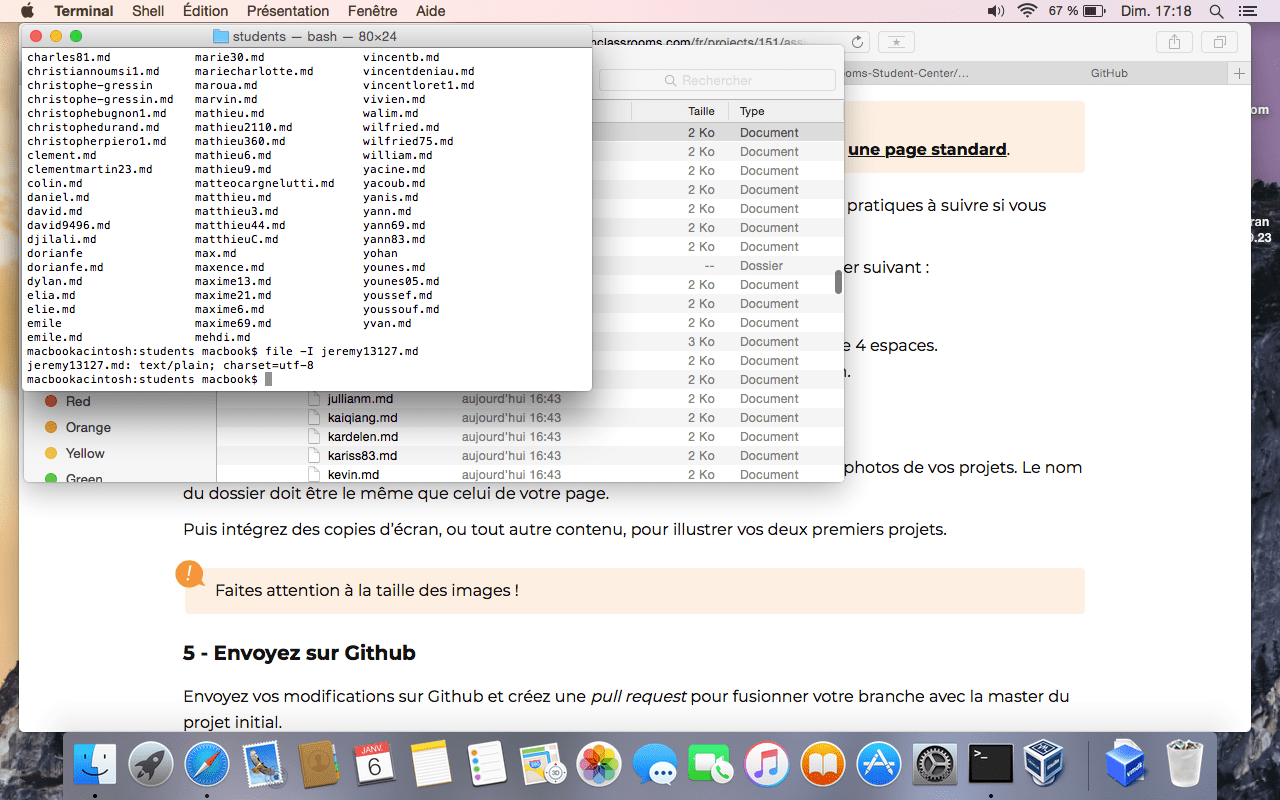 Terminal Shell Édition Présentation Fenêtre Aide 67 % Dim. 17:18
students — bash — 80×24
charles81.md marie30.md vincentb.md
christiannoumsi1.md mariecharlotte.md vincentdeniau.md
christophe-gressin maroua.md vincentloret1.md
christophe-gressin.md marvin.md vivien.md
christophebugnon1.md mathieu.md walim.md
christophedurand.md mathieu2110.md wilfried.md
christopherpiero1.md mathieu360.md wilfried75.md
clement.md mathieu6.md william.md
clementmartin23.md mathieu9.md yacine.md
colin.md matteocargnelutti.md yacoub.md
daniel.md matthieu.md yanis.md
david.md matthieu3.md yann.md
david9496.md matthieu44.md yann69.md
djilali.md matthieuC.md yann83.md
dorianfe max.md yohan
dorianfe.md maxence.md younes.md
dylan.md maxime13.md younes05.md
elia.md maxime21.md youssef.md
elie.md maxime6.md youssouf.md
emile maxime69.md yvan.md
emile.md mehdi.md
macbookacintosh:students macbook$ file -I jeremy13127.md
jeremy13127.md: text/plain; charset=utf-8
macbookacintosh:students macbook$
nclassrooms.com/fr/projects/151/ass
oms-Student-Center/… GitHub
Rechercher
Taille Type
2 Ko Document
2 Ko Document
2 Ko Document
2 Ko Document
2 Ko Document
2 Ko Document
2 Ko Document
-- Dossier
2 Ko Document
2 Ko Document
2 Ko Document
3 Ko Document
2 Ko Document
2 Ko Document
Red
Orange
Yellow
Green
jullianm.md aujourd'hui 16:43 2 Ko Document
kaiqiang.md aujourd'hui 16:43 2 Ko Document
kardelen.md aujourd'hui 16:43 2 Ko Document
kariss83.md aujourd'hui 16:43 2 Ko Document
kevin.md aujourd'hui 16:43 2 Ko Document
une page standard.
pratiques à suivre si vous
er suivant :
e 4 espaces.
photos de vos projets. Le nom
du dossier doit être le même que celui de votre page.
Puis intégrez des copies d'écran, ou tout autre contenu, pour illustrer vos deux premiers projets.
!
Faites attention à la taille des images !
5 - Envoyez sur Github
Envoyez vos modifications sur Github et créez une pull request pour fusionner votre branche avec la master du
projet initial.
om
ran
.23
JANV.
6
3D
>_